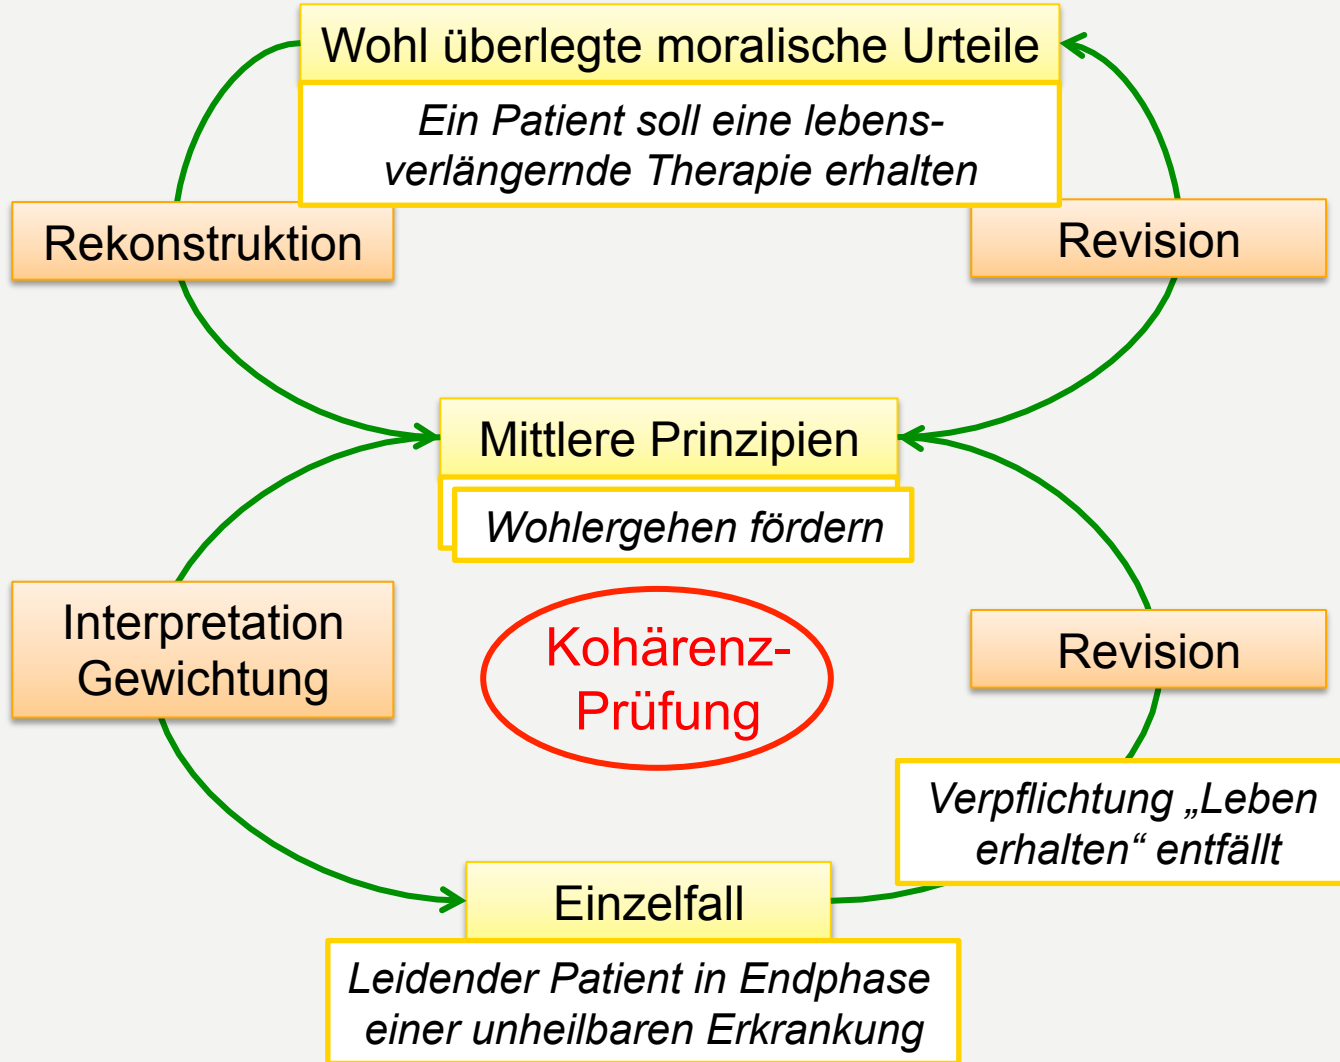 Wohl überlegte moralische Urteile
Ein Patient soll eine lebens-
verlängernde Therapie erhalten
Rekonstruktion
Revision
Mittlere Prinzipien
Wohlergehen fördern
Interpretation
Gewichtung
Kohärenz-
Prüfung
Revision
Verpflichtung „Leben
erhalten“ entfällt
Einzelfall
Leidender Patient in Endphase
einer unheilbaren Erkrankung